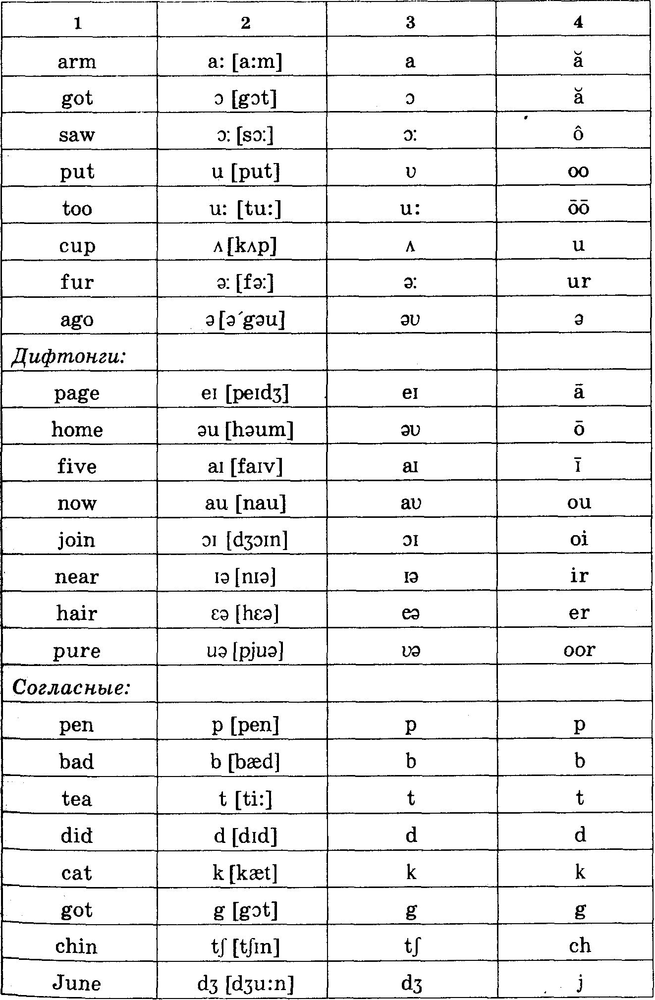 1 2 3 4
arm a: [a:m] a ă
got ɔ [gɔt] ɔ ă
saw ɔ: [sɔ:] ɔ: ô
put u [put] ʋ oo
too u: [tu:] u: ōō
cup ʌ [kʌp] ʌ u
fur ə: [fə:] ə: ur
ago ə [ə´gəu] əʋ ə
Дифтонги:
page eɪ [peɪdʒ] eɪ ā
home əu [həum] əʋ ō
five aɪ [faɪv] aɪ ī
now au [nau] aʋ ou
join ɔɪ [dʒɔɪn] ɔɪ oi
near ɪə [nɪə] ɪə ir
hair ɛə [hɛə] eə er
pure uə [pjuə] ʋə oor
Согласные:
pen p [pen] p p
bad b [bæd] b b
tea t [ti:] t t
did d [dɪd] d d
cat k [kæt] k k
got g [gɔt] g g
chin tʃ [tʃɪn] tʃ ch
June dʒ [dʒu:n] dʒ j